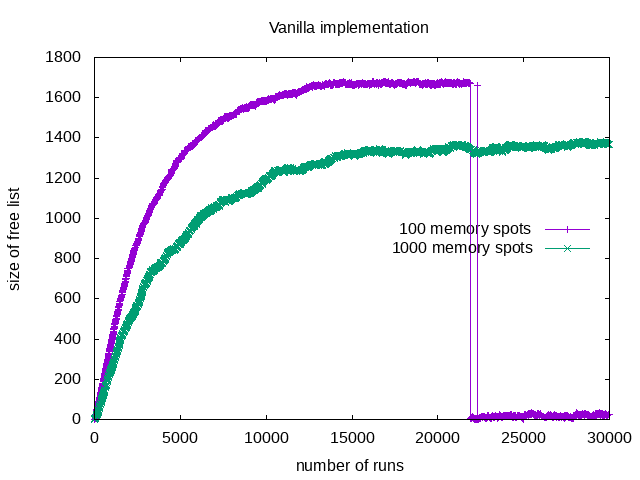 Vanilla implementation
1800
1600
1400
1200
1000
800
600
400
200
0
size of free list
100 memory spots
1000 memory spots
0 5000 10000 15000 20000 25000 30000
number of runs